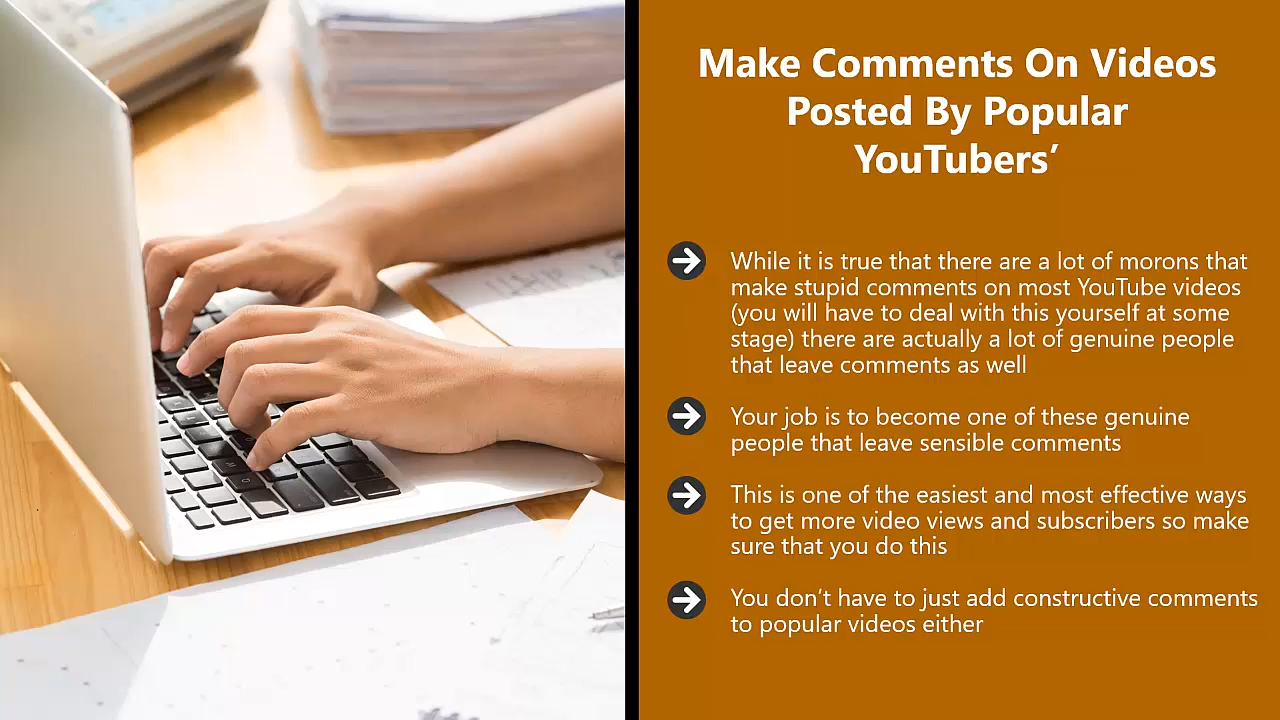 Make Comments On Videos
Posted By Popular
YouTubers’
While it is true that there are a lot of morons that
make stupid comments on most YouTube videos
(you will have to deal with this yourself at some
stage) there are actually a lot of genuine people
that leave comments as well
Your job is to become one of these genuine
people that leave sensible comments
This is one of the easiest and most effective ways
to get more video views and subscribers so make
sure that you do this
You don’t have to just add constructive comments
to popular videos either